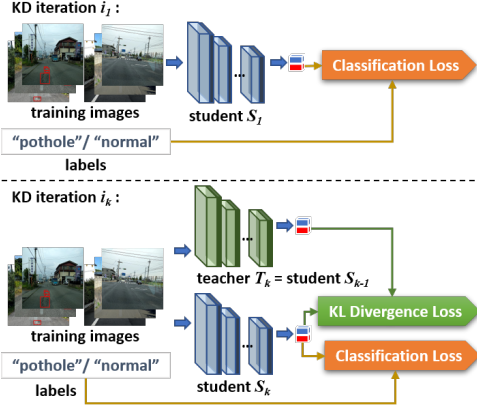 KD iteration i1 :
training images
student S1
Classification Loss
“pothole”/ “normal”
labels
KD iteration ik :
teacher Tk = student Sk-1
training images
KL Divergence Loss
“pothole”/ “normal”
Classification Loss
labels
student Sk